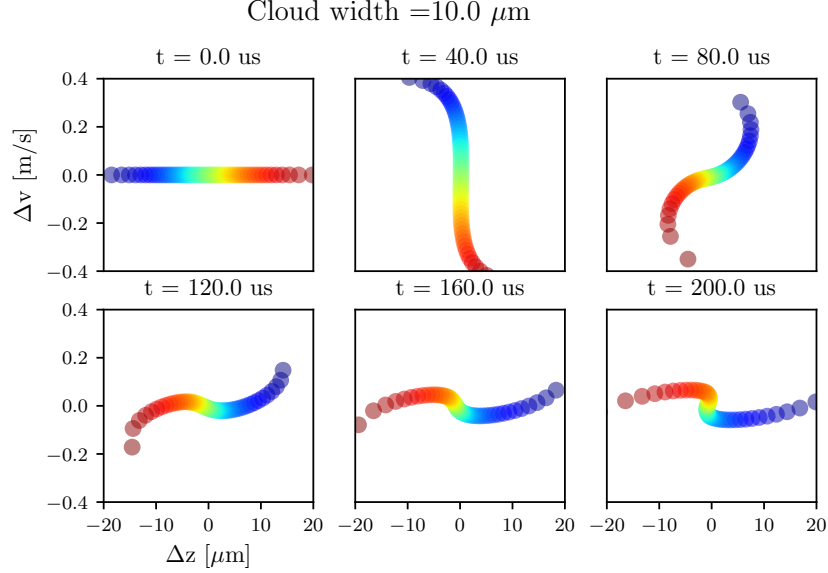 Cloud width =10.0 μm
t = 0.0 us
t = 40.0 us
t = 80.0 us
0.4
0.2
0.0
−0.2
−0.4
Δv [m/s]
t = 120.0 us
t = 160.0 us
t = 200.0 us
0.4
0.2
0.0
−0.2
−0.4
−20 −10 0 10 20
−20 −10 0 10 20
−20 −10 0 10 20
Δz [μm]